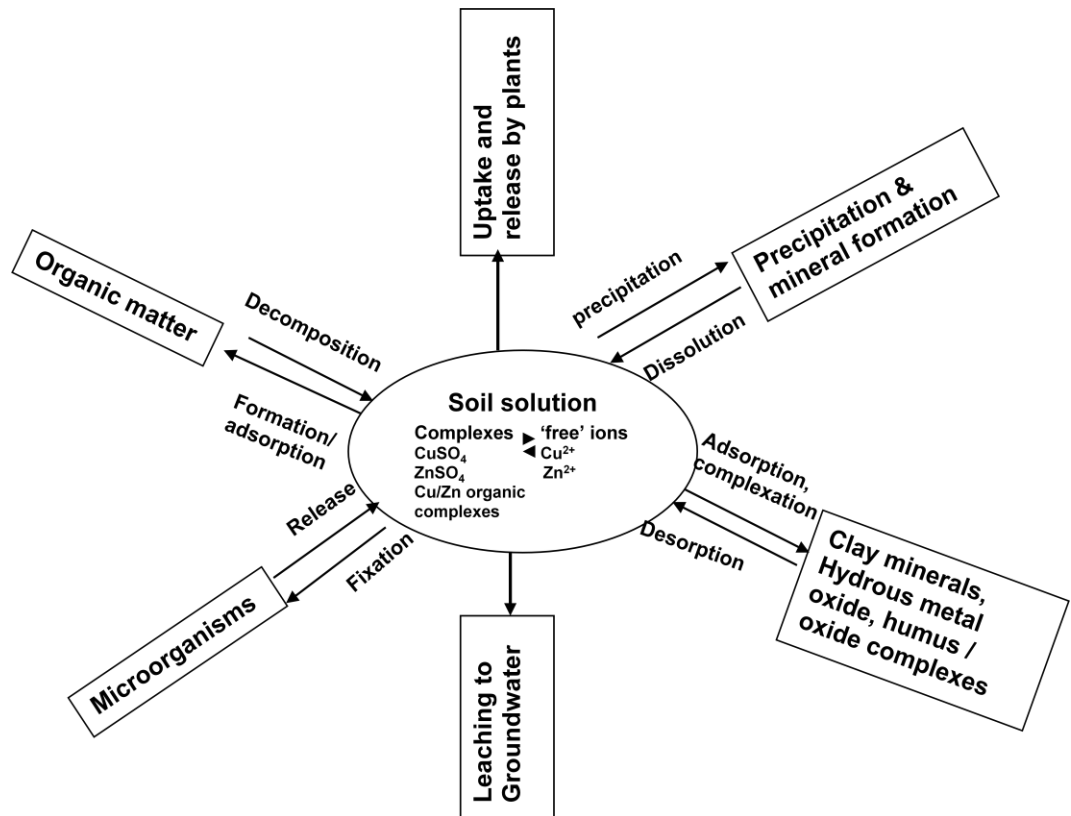 Uptake and
release by plants
Precipitation &
mineral formation
precipitation
Dissolution
Organic matter
Decomposition
Formation/
adsorption
Soil solution
Complexes ► ‘free’ ions
CuSO₄ ◄ Cu²⁺
ZnSO₄ Zn²⁺
Cu/Zn organic
complexes
Adsorption,
complexation
Desorption
Clay minerals,
Hydrous metal
oxide, humus /
oxide complexes
Release
Fixation
Microorganisms
Leaching to
Groundwater